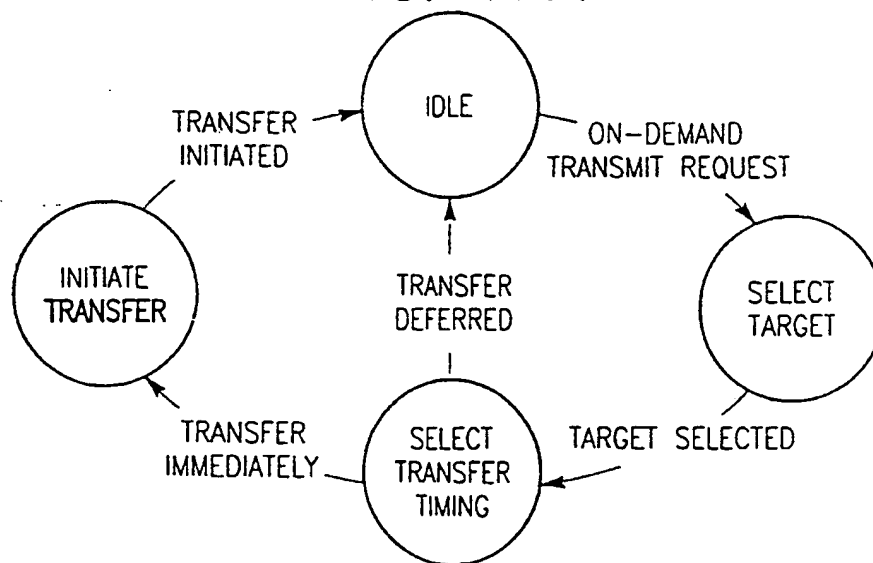 IDLE
TRANSFER
INITIATED
ON-DEMAND
TRANSMIT REQUEST
INITIATE
TRANSFER
TRANSFER
DEFERRED
SELECT
TARGET
TRANSFER
IMMEDIATELY
SELECT
TRANSFER
TIMING
TARGET SELECTED